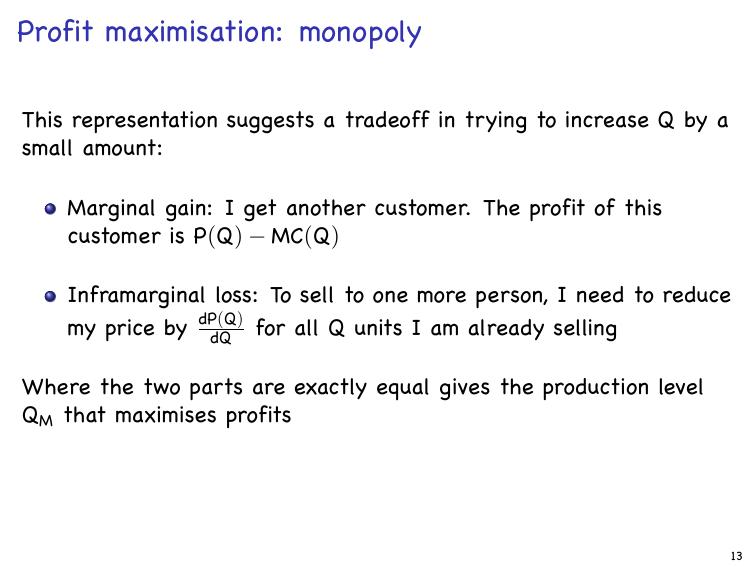 Profit maximisation: monopoly
This representation suggests a tradeoff in trying to increase Q by a
small amount:
Marginal gain: I get another customer. The profit of this
customer is P(Q) − MC(Q)
Inframarginal loss: To sell to one more person, I need to reduce
my price by dP(Q)/dQ for all Q units I am already selling
Where the two parts are exactly equal gives the production level
Q_M that maximises profits
13